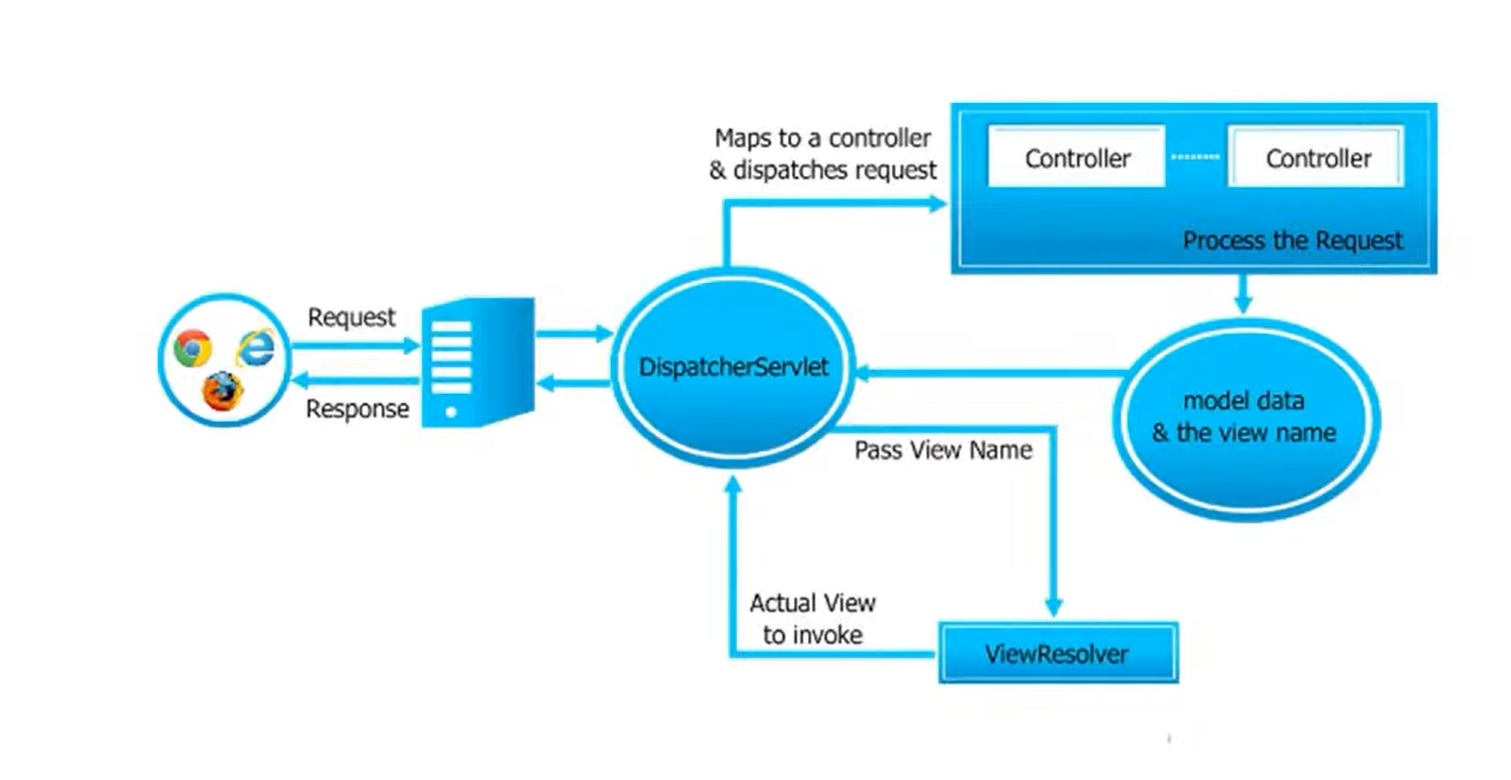 Maps to a controller
& dispatches request
Controller
Controller
Process the Request
Request
Response
DispatcherServlet
model data
& the view name
Pass View Name
Actual View
to invoke
ViewResolver